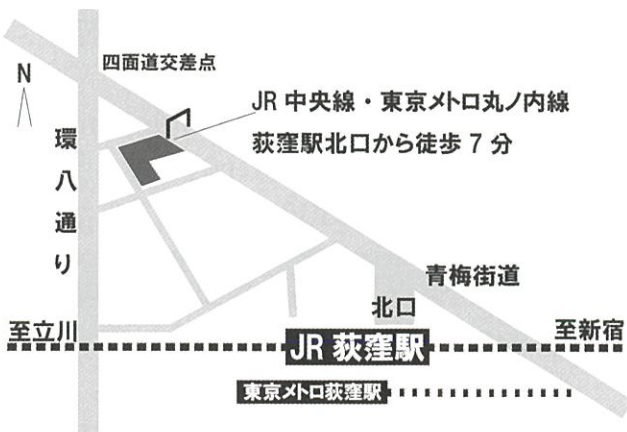 四面道交差点
N
JR 中央線・東京メトロ丸ノ内線
荻窪駅北口から徒歩 7 分
環八通り
青梅街道
北口
至立川
JR 荻窪駅
至新宿
東京メトロ荻窪駅